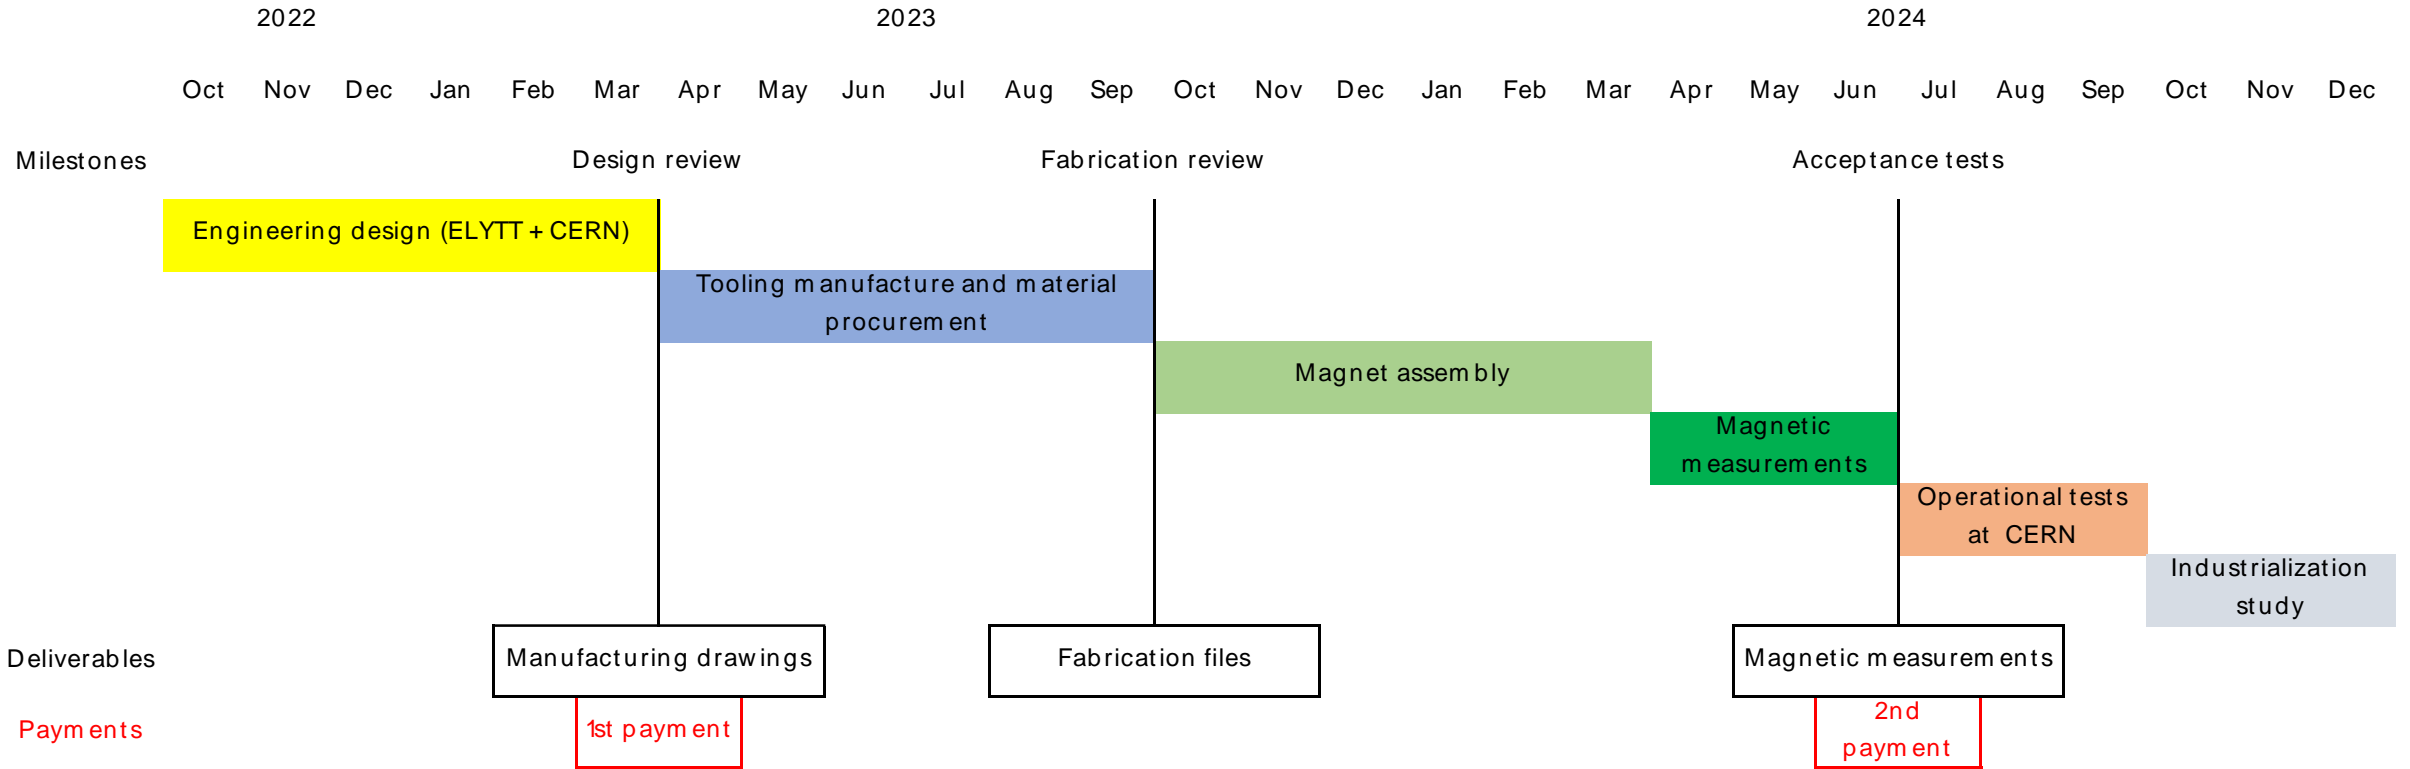 2022 2023 2024
Oct Nov Dec Jan Feb Mar Apr May Jun Jul Aug Sep Oct Nov Dec Jan Feb Mar Apr May Jun Jul Aug Sep Oct Nov Dec
Milestones Design review Fabrication review Acceptance tests
Engineering design (ELYTT + CERN)
Tooling manufacture and material
procurement
Magnet assembly
Magnetic
measurements
Operational tests
at CERN
Industrialization
study
Deliverables Manufacturing drawings Fabrication files Magnetic measurements
Payments 1st payment 2nd
payment